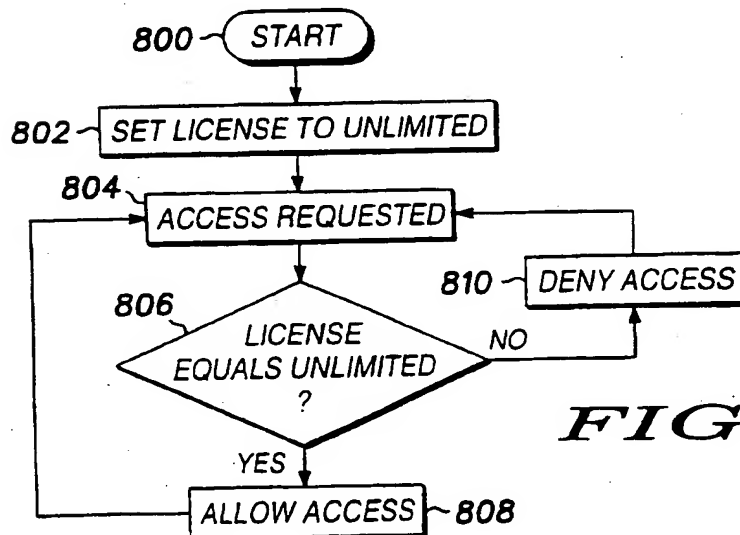 800 START
802 SET LICENSE TO UNLIMITED
804
ACCESS REQUESTED
810 DENY ACCESS
806
LICENSE
EQUALS UNLIMITED
?
NO
YES
FIG
ALLOW ACCESS 808